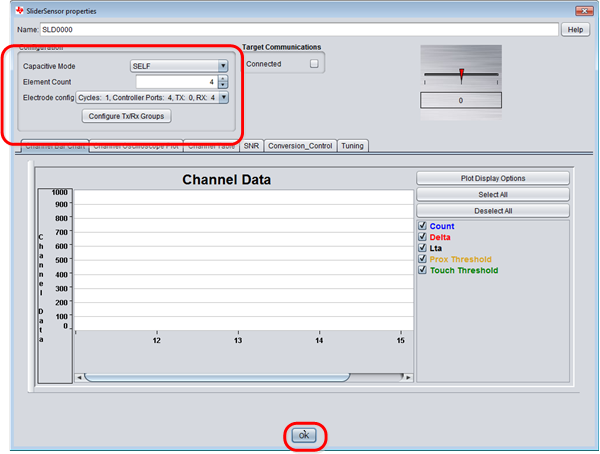 SliderSensor properties
Name: SLD0000 Help
Configuration
Capacitive Mode SELF
Element Count 4
Electrode config Cycles: 1, Controller Ports: 4, TX: 0, RX: 4
Configure Tx/Rx Groups
Target Communications
Connected
0
Channel Bar Chart Channel Oscilloscope Plot Channel Table SNR Conversion_Control Tuning
Channel Data
Channel Data
1000
900
800
700
600
500
400
300
200
100
0
12 13 14 15
Plot Display Options
Select All
Deselect All
Count
Delta
Lta
Prox Threshold
Touch Threshold
OK